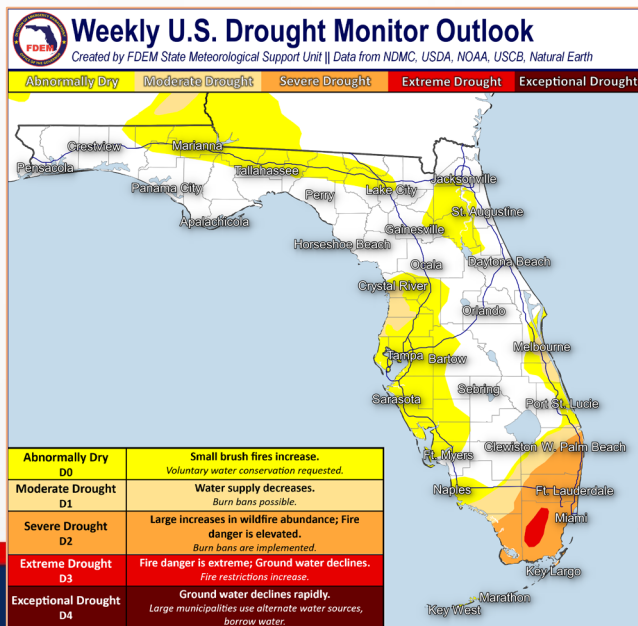 Weekly U.S. Drought Monitor Outlook
Created by FDEM State Meteorological Support Unit || Data from NDMC, USDA, NOAA, USCB, Natural Earth
FDEM
Abnormally Dry
Moderate Drought
Severe Drought
Extreme Drought
Exceptional Drought
Crestview
Marianna
Pensacola
Tallahassee
Jacksonville
Panama City
Perry
Lake City
Apalachicola
St. Augustine
Gainesville
Horseshoe Beach
Ocala
Daytona Beach
Crystal River
Orlando
Melbourne
Tampa
Bartow
Sebring
Sarasota
Port St. Lucie
Clewiston
W. Palm Beach
Ft. Myers
Naples
Ft. Lauderdale
Miami
Key Largo
Marathon
Key West
Abnormally Dry
D0
Small brush fires increase.
Voluntary water conservation requested.
Moderate Drought
D1
Water supply decreases.
Burn bans possible.
Severe Drought
D2
Large increases in wildfire abundance; Fire
danger is elevated.
Burn bans are implemented.
Extreme Drought
D3
Fire danger is extreme; Ground water declines.
Fire restrictions increase.
Exceptional Drought
D4
Ground water declines rapidly.
Large municipalities use alternate water sources,
borrow water.